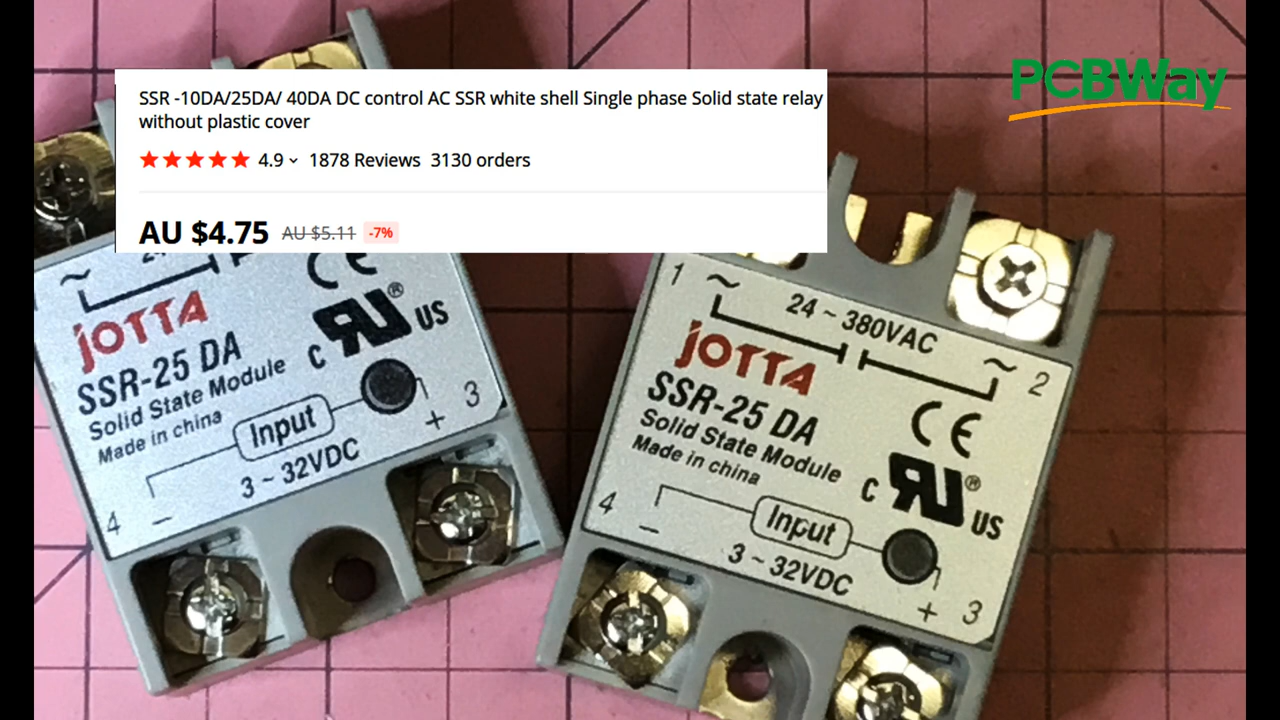 SSR -10DA/25DA/ 40DA DC control AC SSR white shell Single phase Solid state relay
without plastic cover
4.9 1878 Reviews 3130 orders
AU $4.75 AU $5.11 -7%
PCBWay
CE
JOTTA
SSR-25 DA
Solid State Module
Made in china
C RU® US
Input
3 ~ 32VDC
4 − + 3
1 ~ 24 ~ 380VAC ~ 2
JOTTA
SSR-25 DA
Solid State Module
Made in china
CE
C RU® US
4 − Input + 3
3 ~ 32VDC